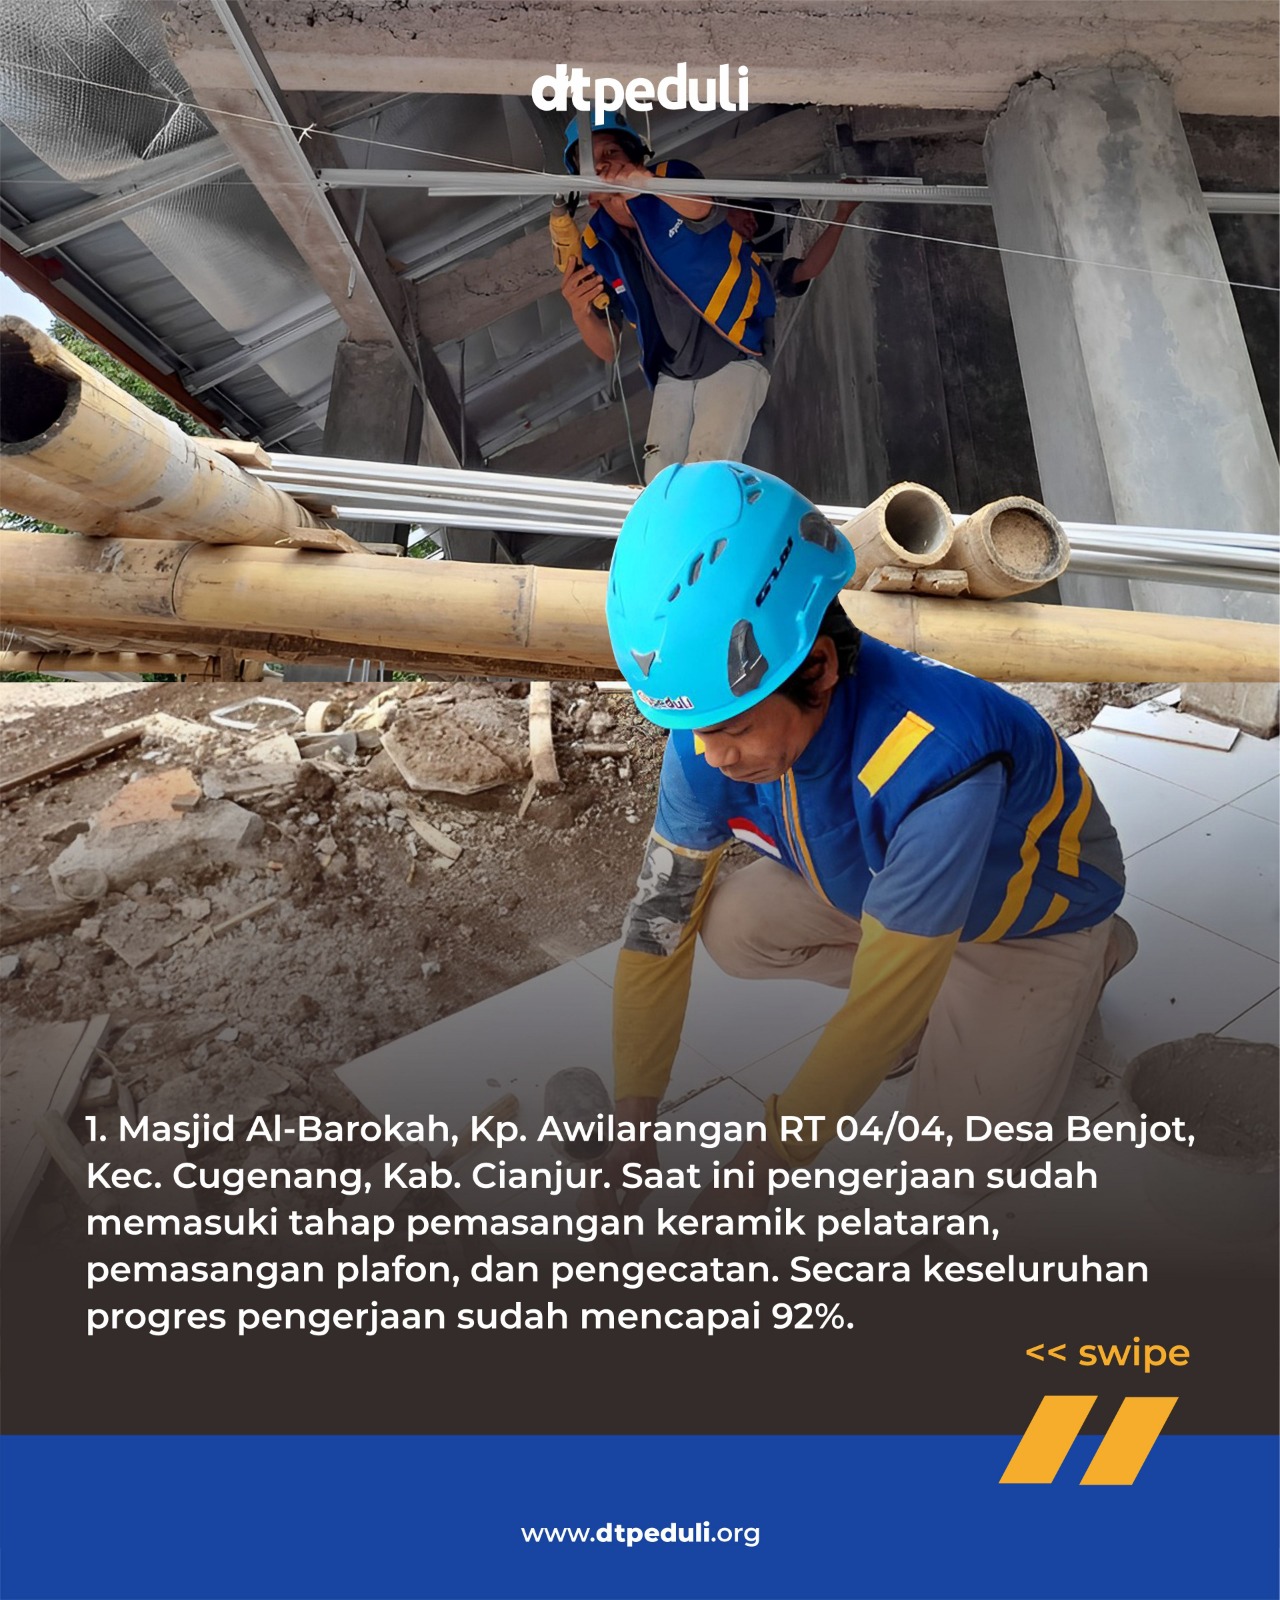 dtpeduli
dtpeduli
1. Masjid Al-Barokah, Kp. Awilarangan RT 04/04, Desa Benjot,
Kec. Cugenang, Kab. Cianjur. Saat ini pengerjaan sudah
memasuki tahap pemasangan keramik pelataran,
pemasangan plafon, dan pengecatan. Secara keseluruhan
progres pengerjaan sudah mencapai 92%.
<< swipe
www.dtpeduli.org